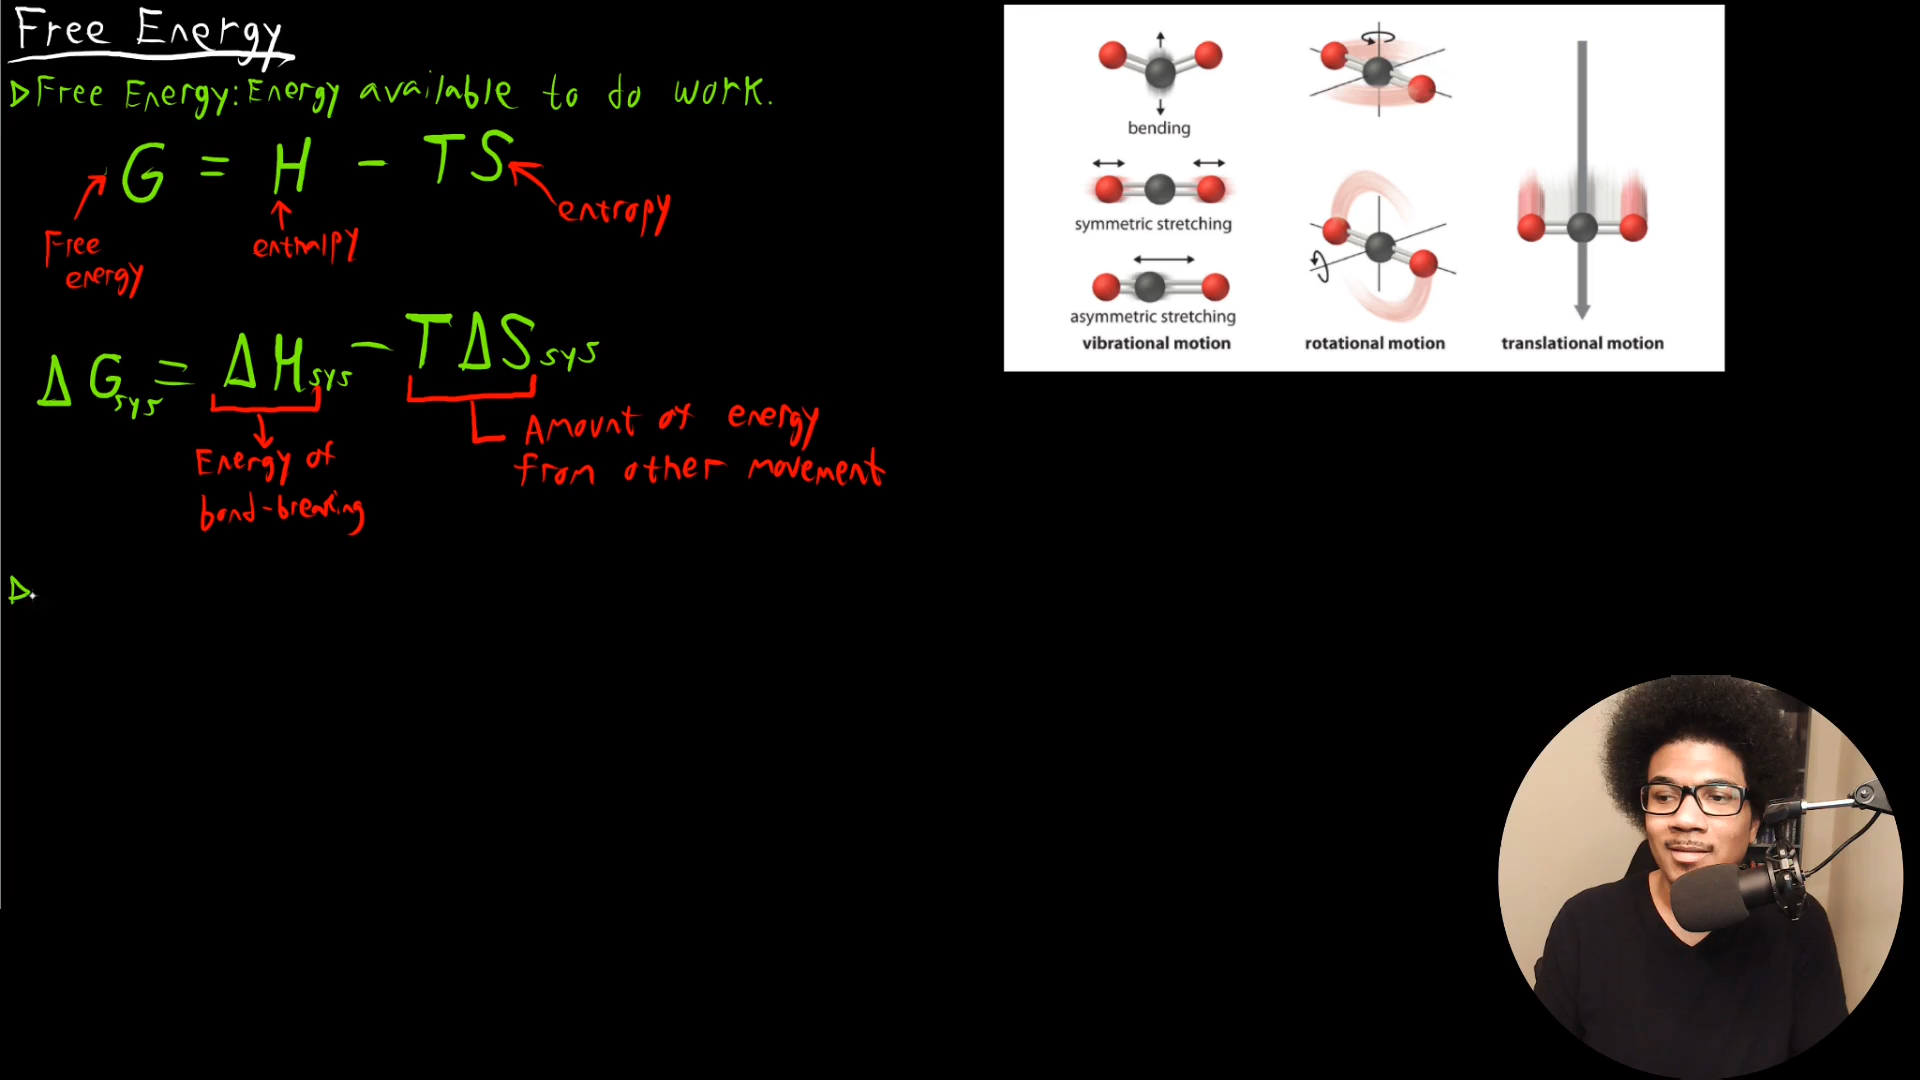 Free Energy
Free Energy: Energy available to do work.
G = H - TS
Free
energy
enthalpy
entropy
ΔGsys = ΔHsys - TΔSsys
Energy of
bond-breaking
Amount of energy
from other movement
bending
symmetric stretching
asymmetric stretching
vibrational motion
rotational motion
translational motion